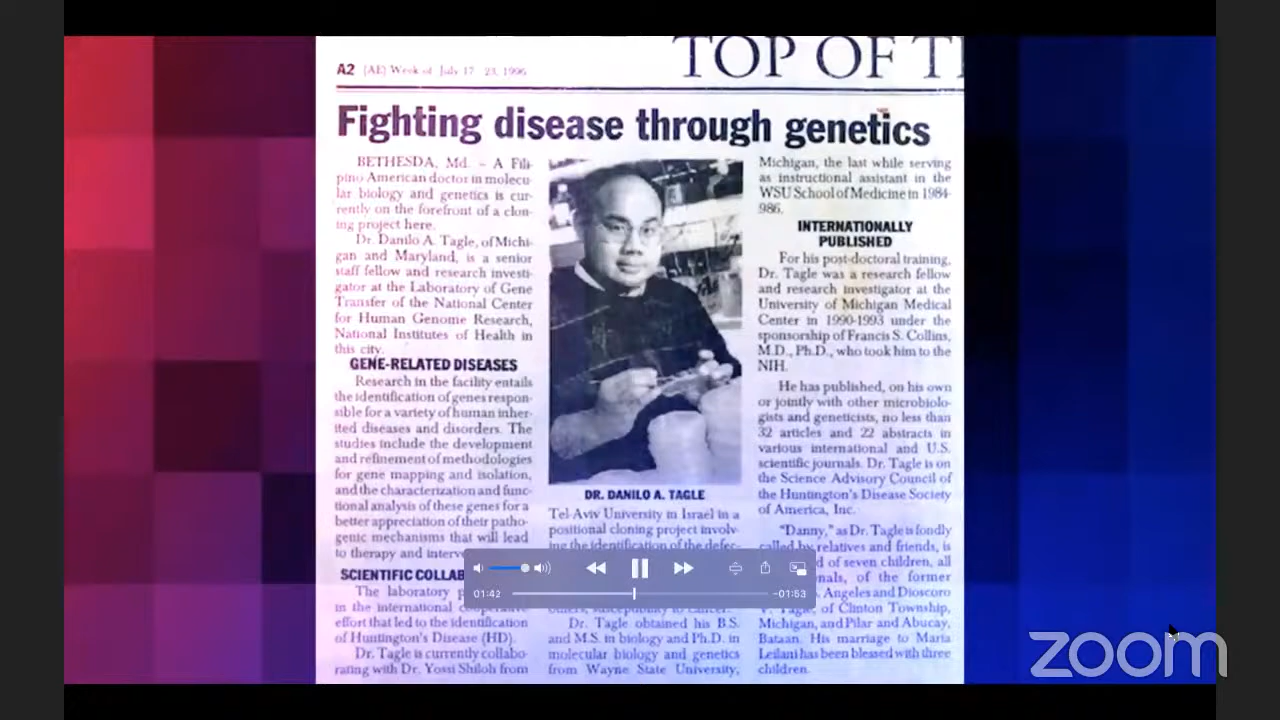 TOP OF T
A2 [AE] Week of July 17 - 23, 1996
Fighting disease through genetics
BETHESDA, Md. – A Fili-
pino American doctor in molecu-
lar biology and genetics is cur-
rently on the forefront of a clon-
ing project here.
Dr. Danilo A. Tagle, of Michi-
gan and Maryland, is a senior
staff fellow and research investi-
gator at the Laboratory of Gene
Transfer of the National Center
for Human Genome Research,
National Institutes of Health in
this city.
GENE-RELATED DISEASES
Research in the facility entails
the identification of genes respon-
sible for a variety of human inher-
ited diseases and disorders. The
studies include the development
and refinement of methodologies
for gene mapping and isolation,
and the characterization and func-
tional analysis of these genes for a
better appreciation of their patho-
genic mechanisms that will lead
to therapy and interv
SCIENTIFIC COLLAB
The laboratory p
in the international cooperative
effort that led to the identification
of Huntington's Disease (HD).
Dr. Tagle is currently collabo-
rating with Dr. Yossi Shiloh from
DR. DANILO A. TAGLE
Tel-Aviv University in Israel in a
positional cloning project involv-
ing the identification of the defec-
others, susceptibility to cancer.
Dr. Tagle obtained his B.S.
and M.S. in biology and Ph.D. in
molecular biology and genetics
from Wayne State University,
Michigan, the last while serving
as instructional assistant in the
WSU School of Medicine in 1984-
986.
INTERNATIONALLY
PUBLISHED
For his post-doctoral training,
Dr. Tagle was a research fellow
and research investigator at the
University of Michigan Medical
Center in 1990-1993 under the
sponsorship of Francis S. Collins,
M.D., Ph.D., who took him to the
NIH.
He has published, on his own
or jointly with other microbiolo-
gists and geneticists, no less than
32 articles and 22 abstracts in
various international and U.S.
scientific journals. Dr. Tagle is on
the Science Advisory Council of
the Huntington's Disease Society
of America, Inc.
"Danny," as Dr. Tagle is fondly
called by relatives and friends, is
d of seven children, all
nals, of the former
. Angeles and Dioscoro
V. Tagle, of Clinton Township,
Michigan, and Pilar and Abucay,
Bataan. His marriage to Maria
Leilani has been blessed with three
children.
01:42
-01:53
zoom